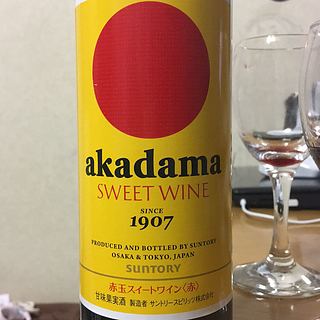 akadama
SWEET WINE
SINCE
1907
PRODUCED AND BOTTLED BY SUNTORY
OSAKA & TOKYO, JAPAN
SUNTORY
赤玉スイートワイン〈赤〉
甘味果実酒 製造者 サントリースピリッツ株式会社